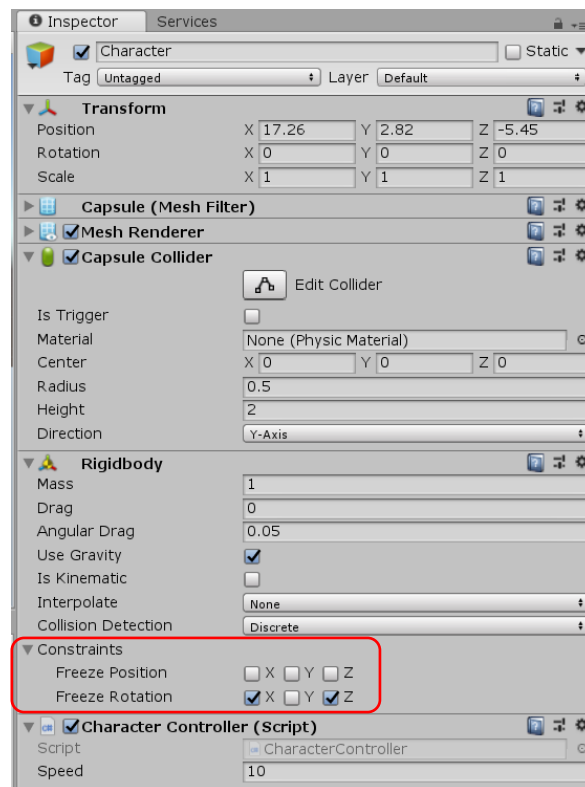 Inspector Services
Character Static
Tag Untagged Layer Default
Transform
Position X 17.26 Y 2.82 Z -5.45
Rotation X 0 Y 0 Z 0
Scale X 1 Y 1 Z 1
Capsule (Mesh Filter)
Mesh Renderer
Capsule Collider
Edit Collider
Is Trigger
Material None (Physic Material)
Center X 0 Y 0 Z 0
Radius 0.5
Height 2
Direction Y-Axis
Rigidbody
Mass 1
Drag 0
Angular Drag 0.05
Use Gravity
Is Kinematic
Interpolate None
Collision Detection Discrete
Constraints
Freeze Position X Y Z
Freeze Rotation X Y Z
Character Controller (Script)
Script CharacterController
Speed 10